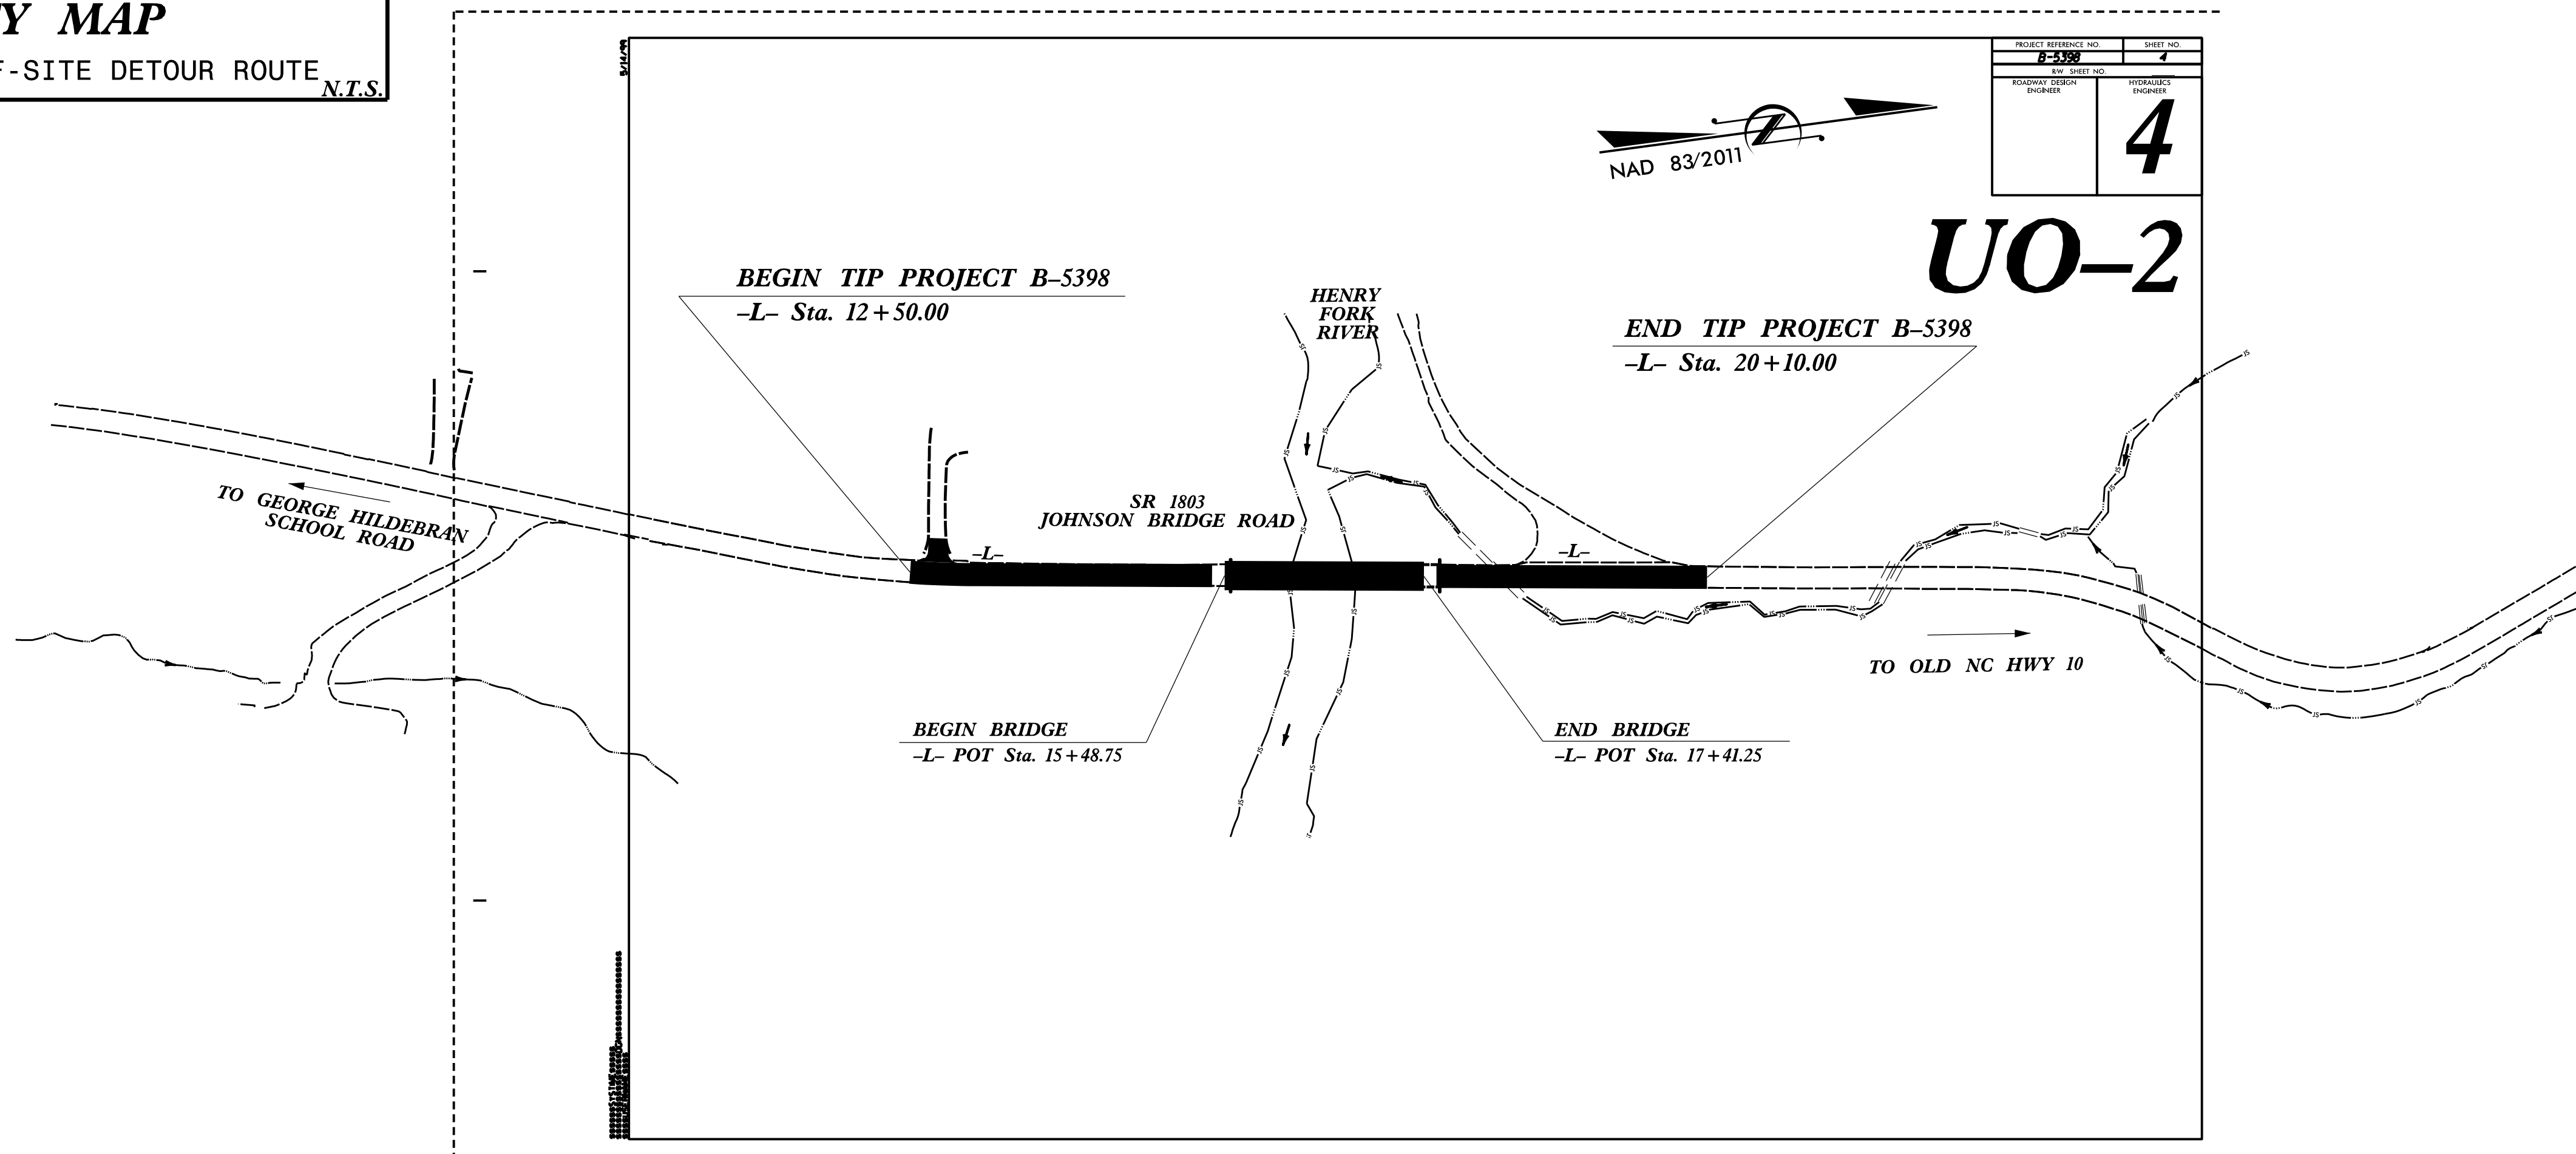 Y MAP
F-SITE DETOUR ROUTE
N.T.S.
5/14/99
PROJECT REFERENCE NO.
SHEET NO.
B-5398
4
R/W SHEET NO.
ROADWAY DESIGN
ENGINEER
HYDRAULICS
ENGINEER
4
NAD 83/2011
UO–2
BEGIN TIP PROJECT B–5398
–L– Sta. 12+50.00
HENRY
FORK
RIVER
END TIP PROJECT B–5398
–L– Sta. 20+10.00
TO GEORGE HILDEBRAN
SCHOOL ROAD
SR 1803
JOHNSON BRIDGE ROAD
–L–
–L–
TO OLD NC HWY 10
BEGIN BRIDGE
–L– POT Sta. 15+48.75
END BRIDGE
–L– POT Sta. 17+41.25